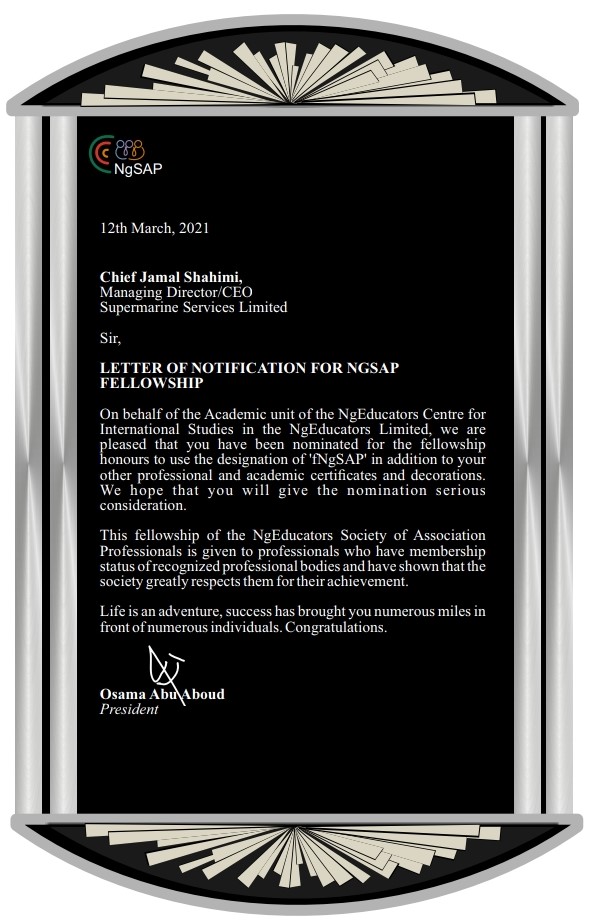 NgSAP
12th March, 2021
Chief Jamal Shahimi,
Managing Director/CEO
Supermarine Services Limited
Sir,
LETTER OF NOTIFICATION FOR NGSAP
FELLOWSHIP
On behalf of the Academic unit of the NgEducators Centre for
International Studies in the NgEducators Limited, we are
pleased that you have been nominated for the fellowship
honours to use the designation of 'fNgSAP' in addition to your
other professional and academic certificates and decorations.
We hope that you will give the nomination serious
consideration.
This fellowship of the NgEducators Society of Association
Professionals is given to professionals who have membership
status of recognized professional bodies and have shown that the
society greatly respects them for their achievement.
Life is an adventure, success has brought you numerous miles in
front of numerous individuals. Congratulations.
Osama Abu Aboud
President